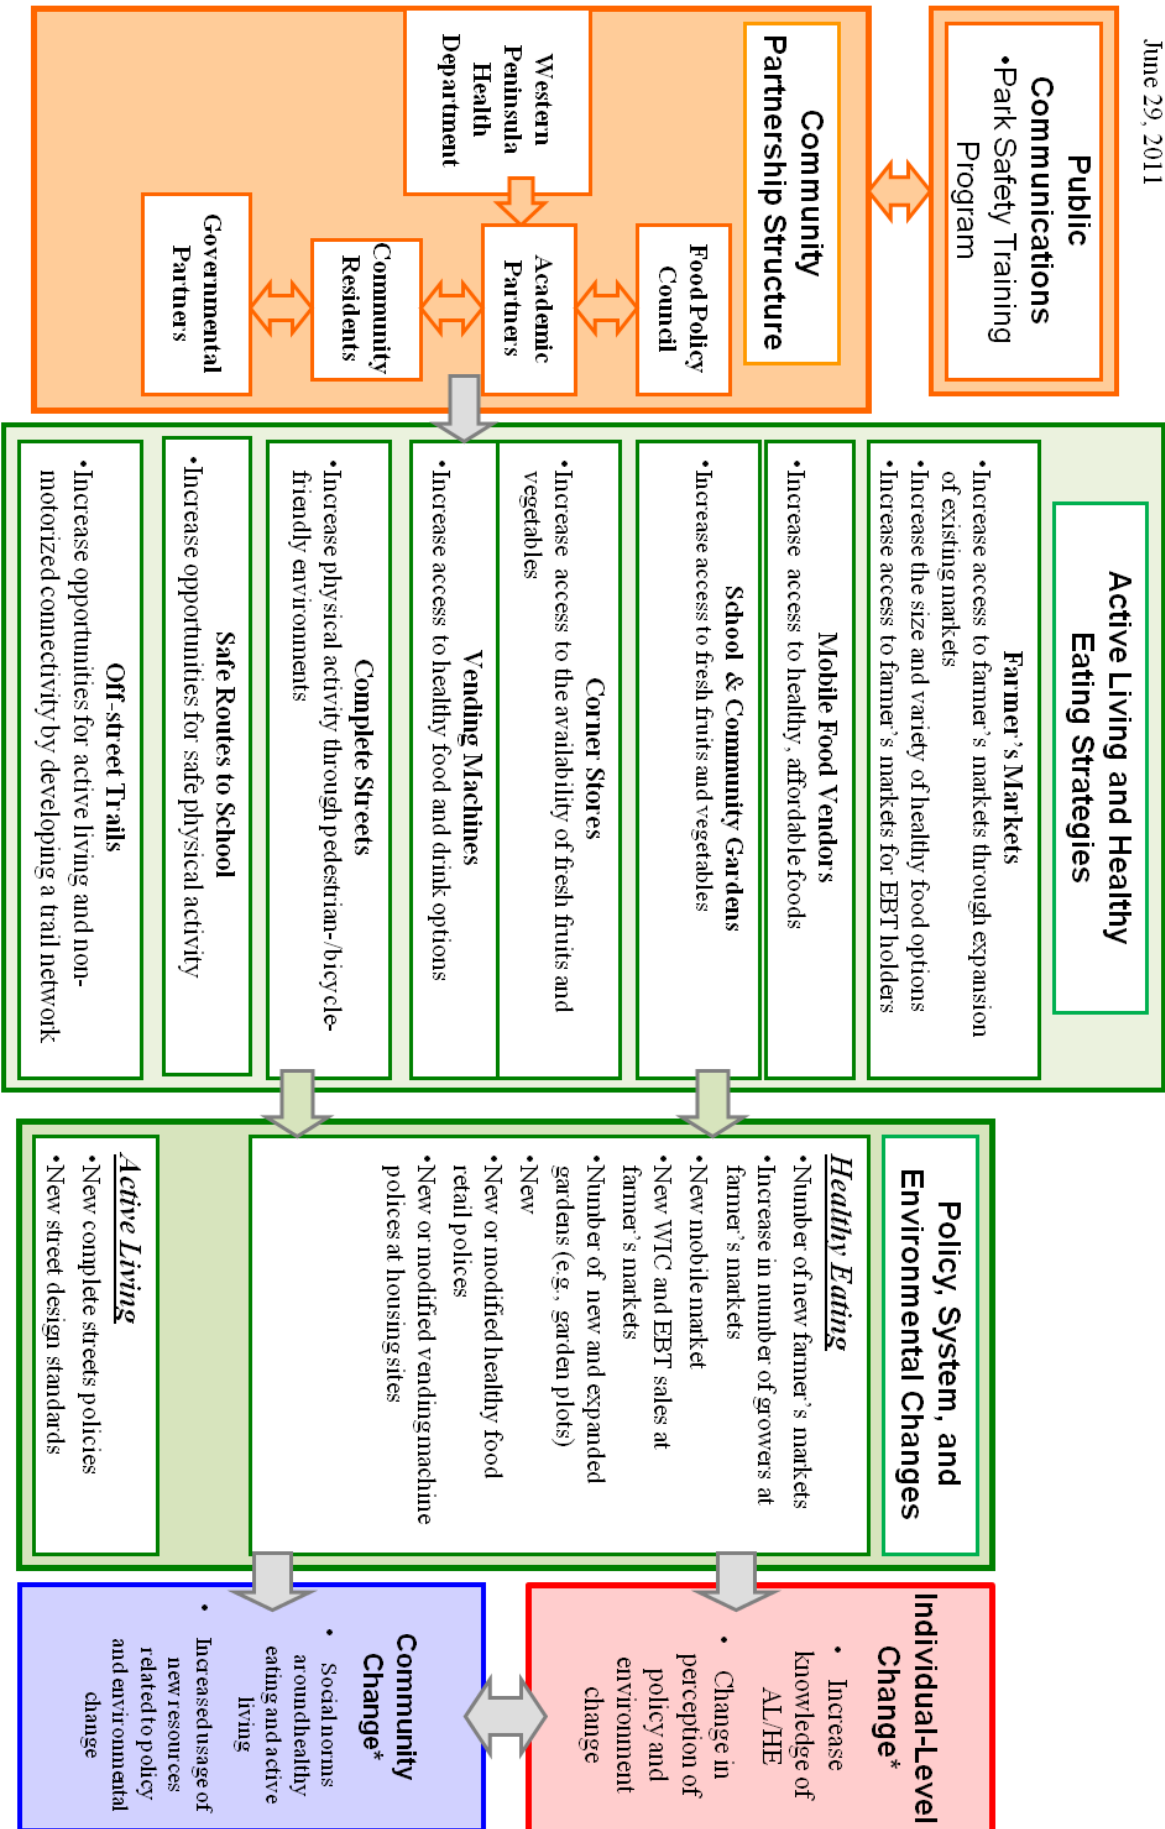 June 29, 2011
Public
Communications
•Park Safety Training
Program
Community
Partnership Structure
Western
Peninsula
Health
Department
Food Policy
Council
Academic
Partners
Community
Residents
Governmental
Partners
Active Living and Healthy
Eating Strategies
Farmer's Markets
•Increase access to farmer's markets through expansion
of existing markets
•Increase the size and variety of healthy food options
•Increase access to farmer's markets for EBT holders
Mobile Food Vendors
•Increase access to healthy, affordable foods
School & Community Gardens
•Increase access to fresh fruits and vegetables
Corner Stores
•Increase access to the availability of fresh fruits and
vegetables
Vending Machines
•Increase access to healthy food and drink options
Complete Streets
•Increase physical activity through pedestrian-/bicycle-
friendly environments
Safe Routes to School
•Increase opportunities for safe physical activity
Off-street Trails
•Increase opportunities for active living and non-
motorized connectivity by developing a trail network
Policy, System, and
Environmental Changes
Healthy Eating
•Number of new farmer's markets
•Increase in number of growers at
farmer's markets
•New mobile market
•New WIC and EBT sales at
farmer's markets
•Number of new and expanded
gardens (e.g., garden plots)
•New
•New or modified healthy food
retail polices
•New or modified vending machine
polices at housing sites
Active Living
•New complete streets policies
•New street design standards
Individual-Level
Change*
• Increase
knowledge of
AL/HE
• Change in
perception of
policy and
environment
change
Community
Change*
• Social norms
around healthy
eating and active
living
• Increased usage of
new resources
related to policy
and environmental
change